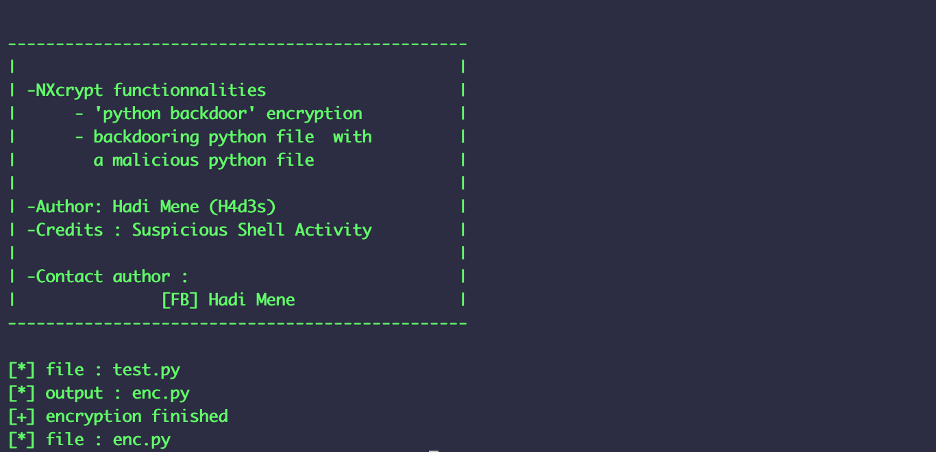 ------------------------------------------------
| |
| -NXcrypt functionnalities |
| - 'python backdoor' encryption |
| - backdooring python file  with |
| a malicious python file |
| |
| -Author: Hadi Mene (H4d3s) |
| -Credits : Suspicious Shell Activity |
| |
| -Contact author : |
| [FB] Hadi Mene |
------------------------------------------------
[*] file : test.py
[*] output : enc.py
[+] encryption finished
[*] file : enc.py